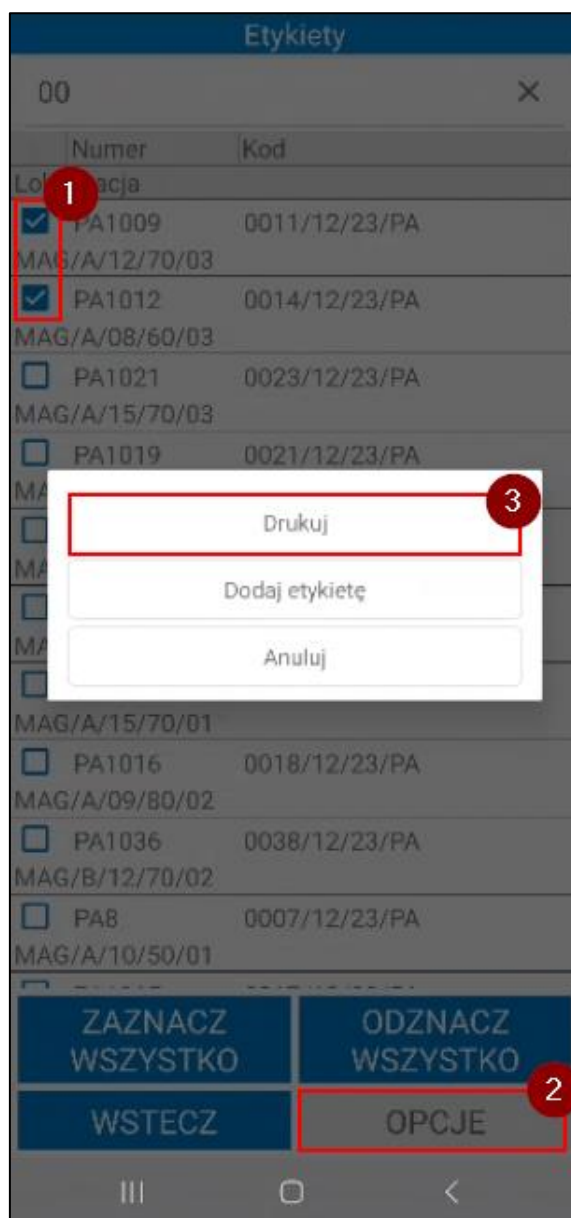 Etykiety
00
Numer Kod
1
PA1009 0011/12/23/PA
MAG/A/12/70/03
PA1012 0014/12/23/PA
MAG/A/08/60/03
PA1021 0023/12/23/PA
MAG/A/15/70/03
PA1019 0021/12/23/PA
3
Drukuj
Dodaj etykietę
Anuluj
MAG/A/15/70/01
PA1016 0018/12/23/PA
MAG/A/09/80/02
PA1036 0038/12/23/PA
MAG/B/12/70/02
PA8 0007/12/23/PA
MAG/A/10/50/01
ZAZNACZ WSZYSTKO
ODZNACZ WSZYSTKO
2
WSTECZ OPCJE